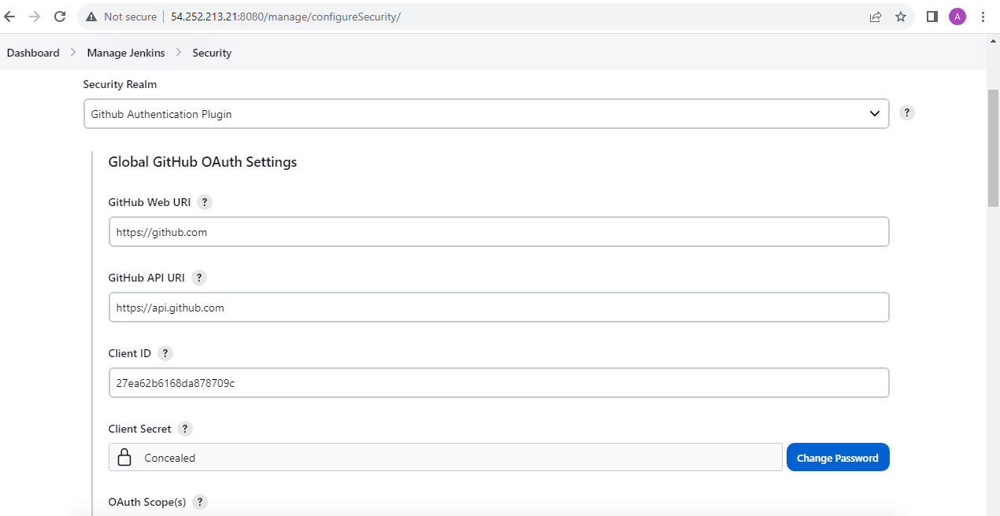 Not secure 54.252.213.21:8080/manage/configureSecurity/ A
Dashboard Manage Jenkins Security
Security Realm
Github Authentication Plugin ?
Global GitHub OAuth Settings
GitHub Web URI ?
https://github.com
GitHub API URI ?
https://api.github.com
Client ID ?
27ea62b6168da878709c
Client Secret ?
Concealed Change Password
OAuth Scope(s) ?